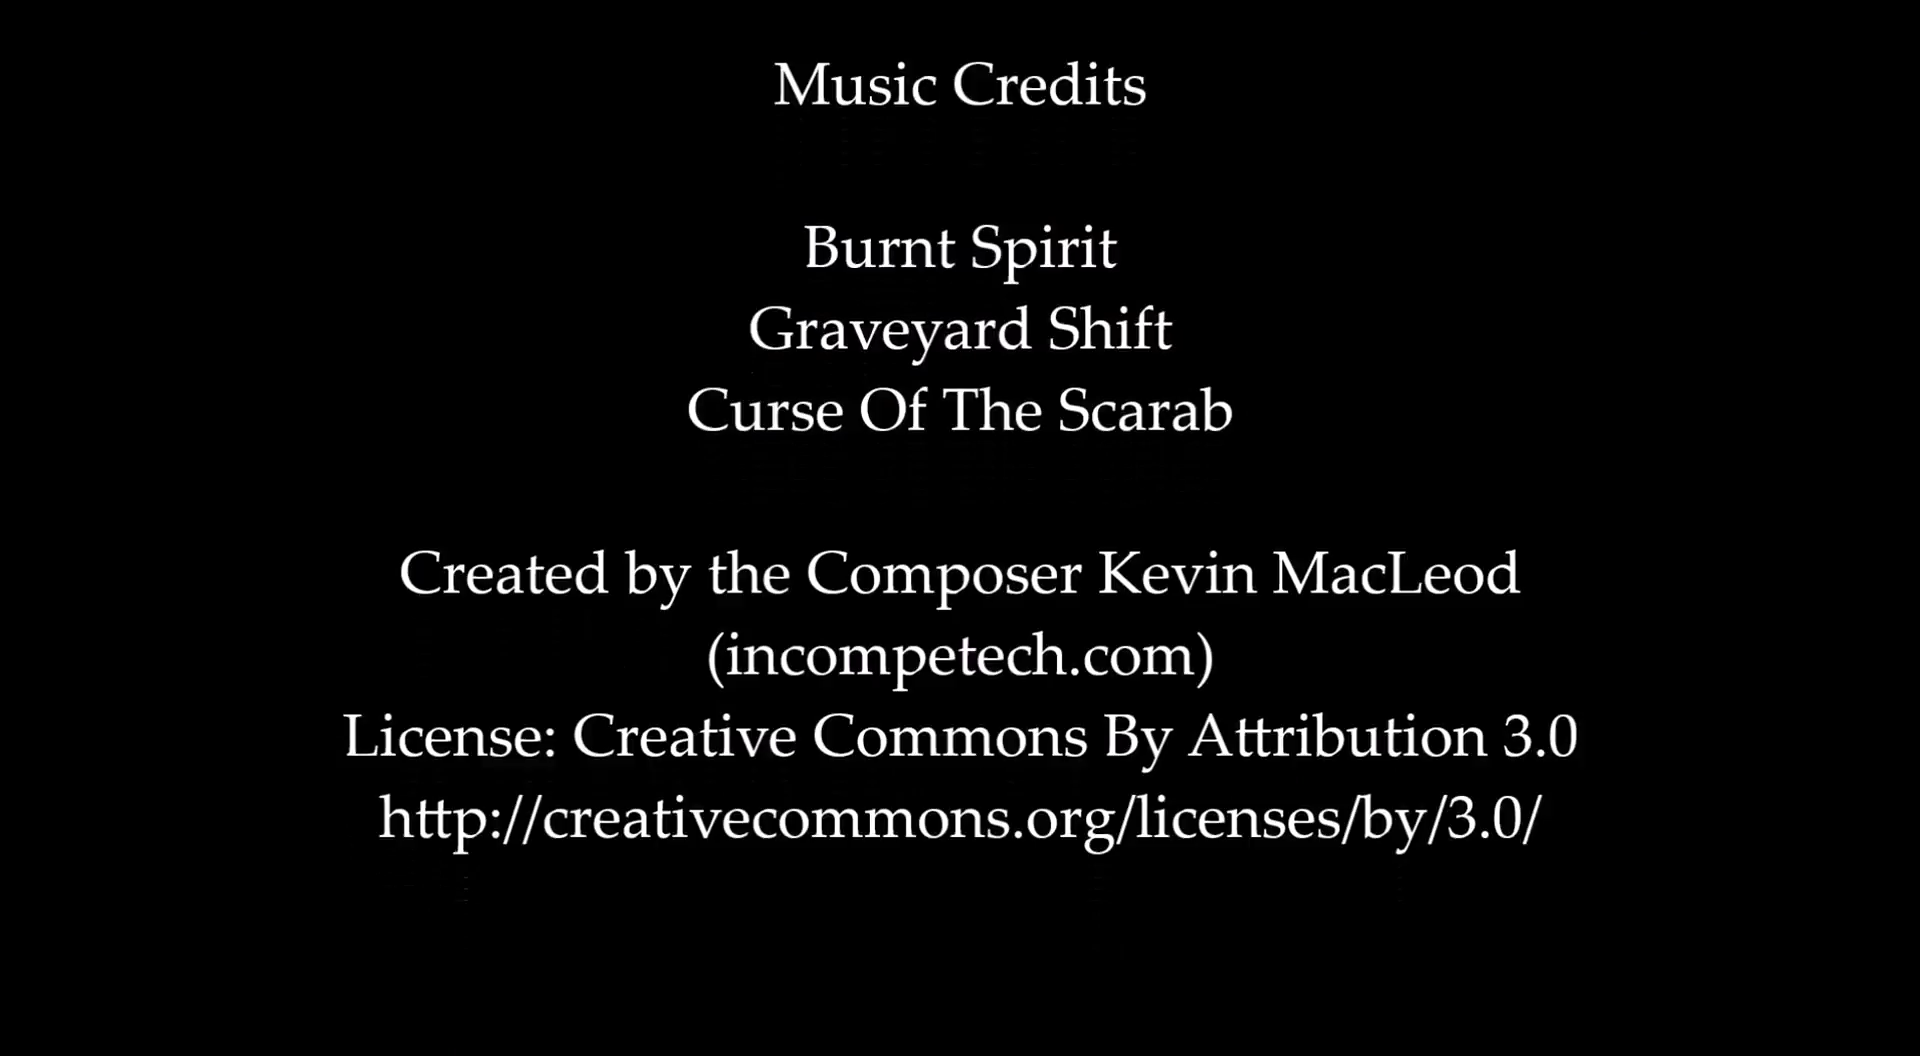 Music Credits
Burnt Spirit
Graveyard Shift
Curse Of The Scarab
Created by the Composer Kevin MacLeod
(incompetech.com)
License: Creative Commons By Attribution 3.0
http://creativecommons.org/licenses/by/3.0/